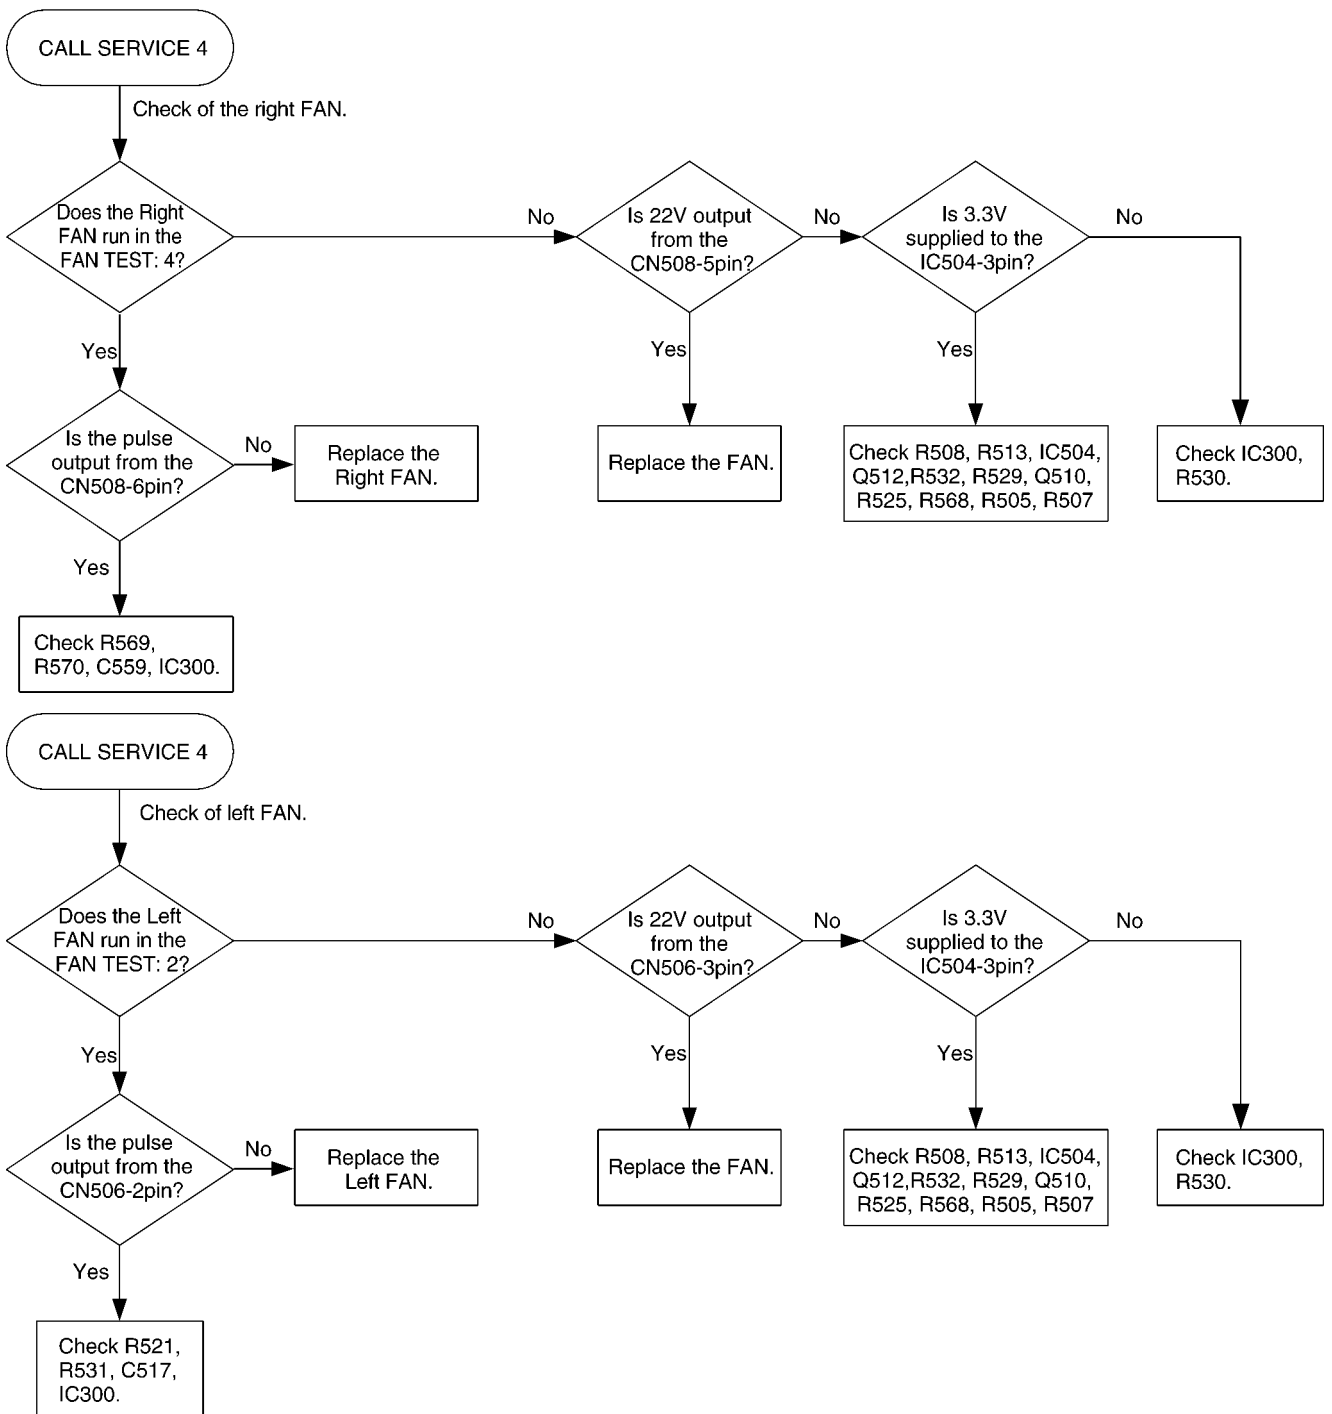 CALL SERVICE 4
Check of the right FAN.
Does the Right
FAN run in the
FAN TEST: 4?
No
Is 22V output
from the
CN508-5pin?
No
Is 3.3V
supplied to the
IC504-3pin?
No
Yes
Yes
Yes
Is the pulse
output from the
CN508-6pin?
No
Replace the
Right FAN.
Replace the FAN.
Check R508, R513, IC504,
Q512,R532, R529, Q510,
R525, R568, R505, R507
Check IC300,
R530.
Yes
Check R569,
R570, C559, IC300.
CALL SERVICE 4
Check of left FAN.
Does the Left
FAN run in the
FAN TEST: 2?
No
Is 22V output
from the
CN506-3pin?
No
Is 3.3V
supplied to the
IC504-3pin?
No
Yes
Yes
Yes
Is the pulse
output from the
CN506-2pin?
No
Replace the
Left FAN.
Replace the FAN.
Check R508, R513, IC504,
Q512,R532, R529, Q510,
R525, R568, R505, R507
Check IC300,
R530.
Yes
Check R521,
R531, C517,
IC300.